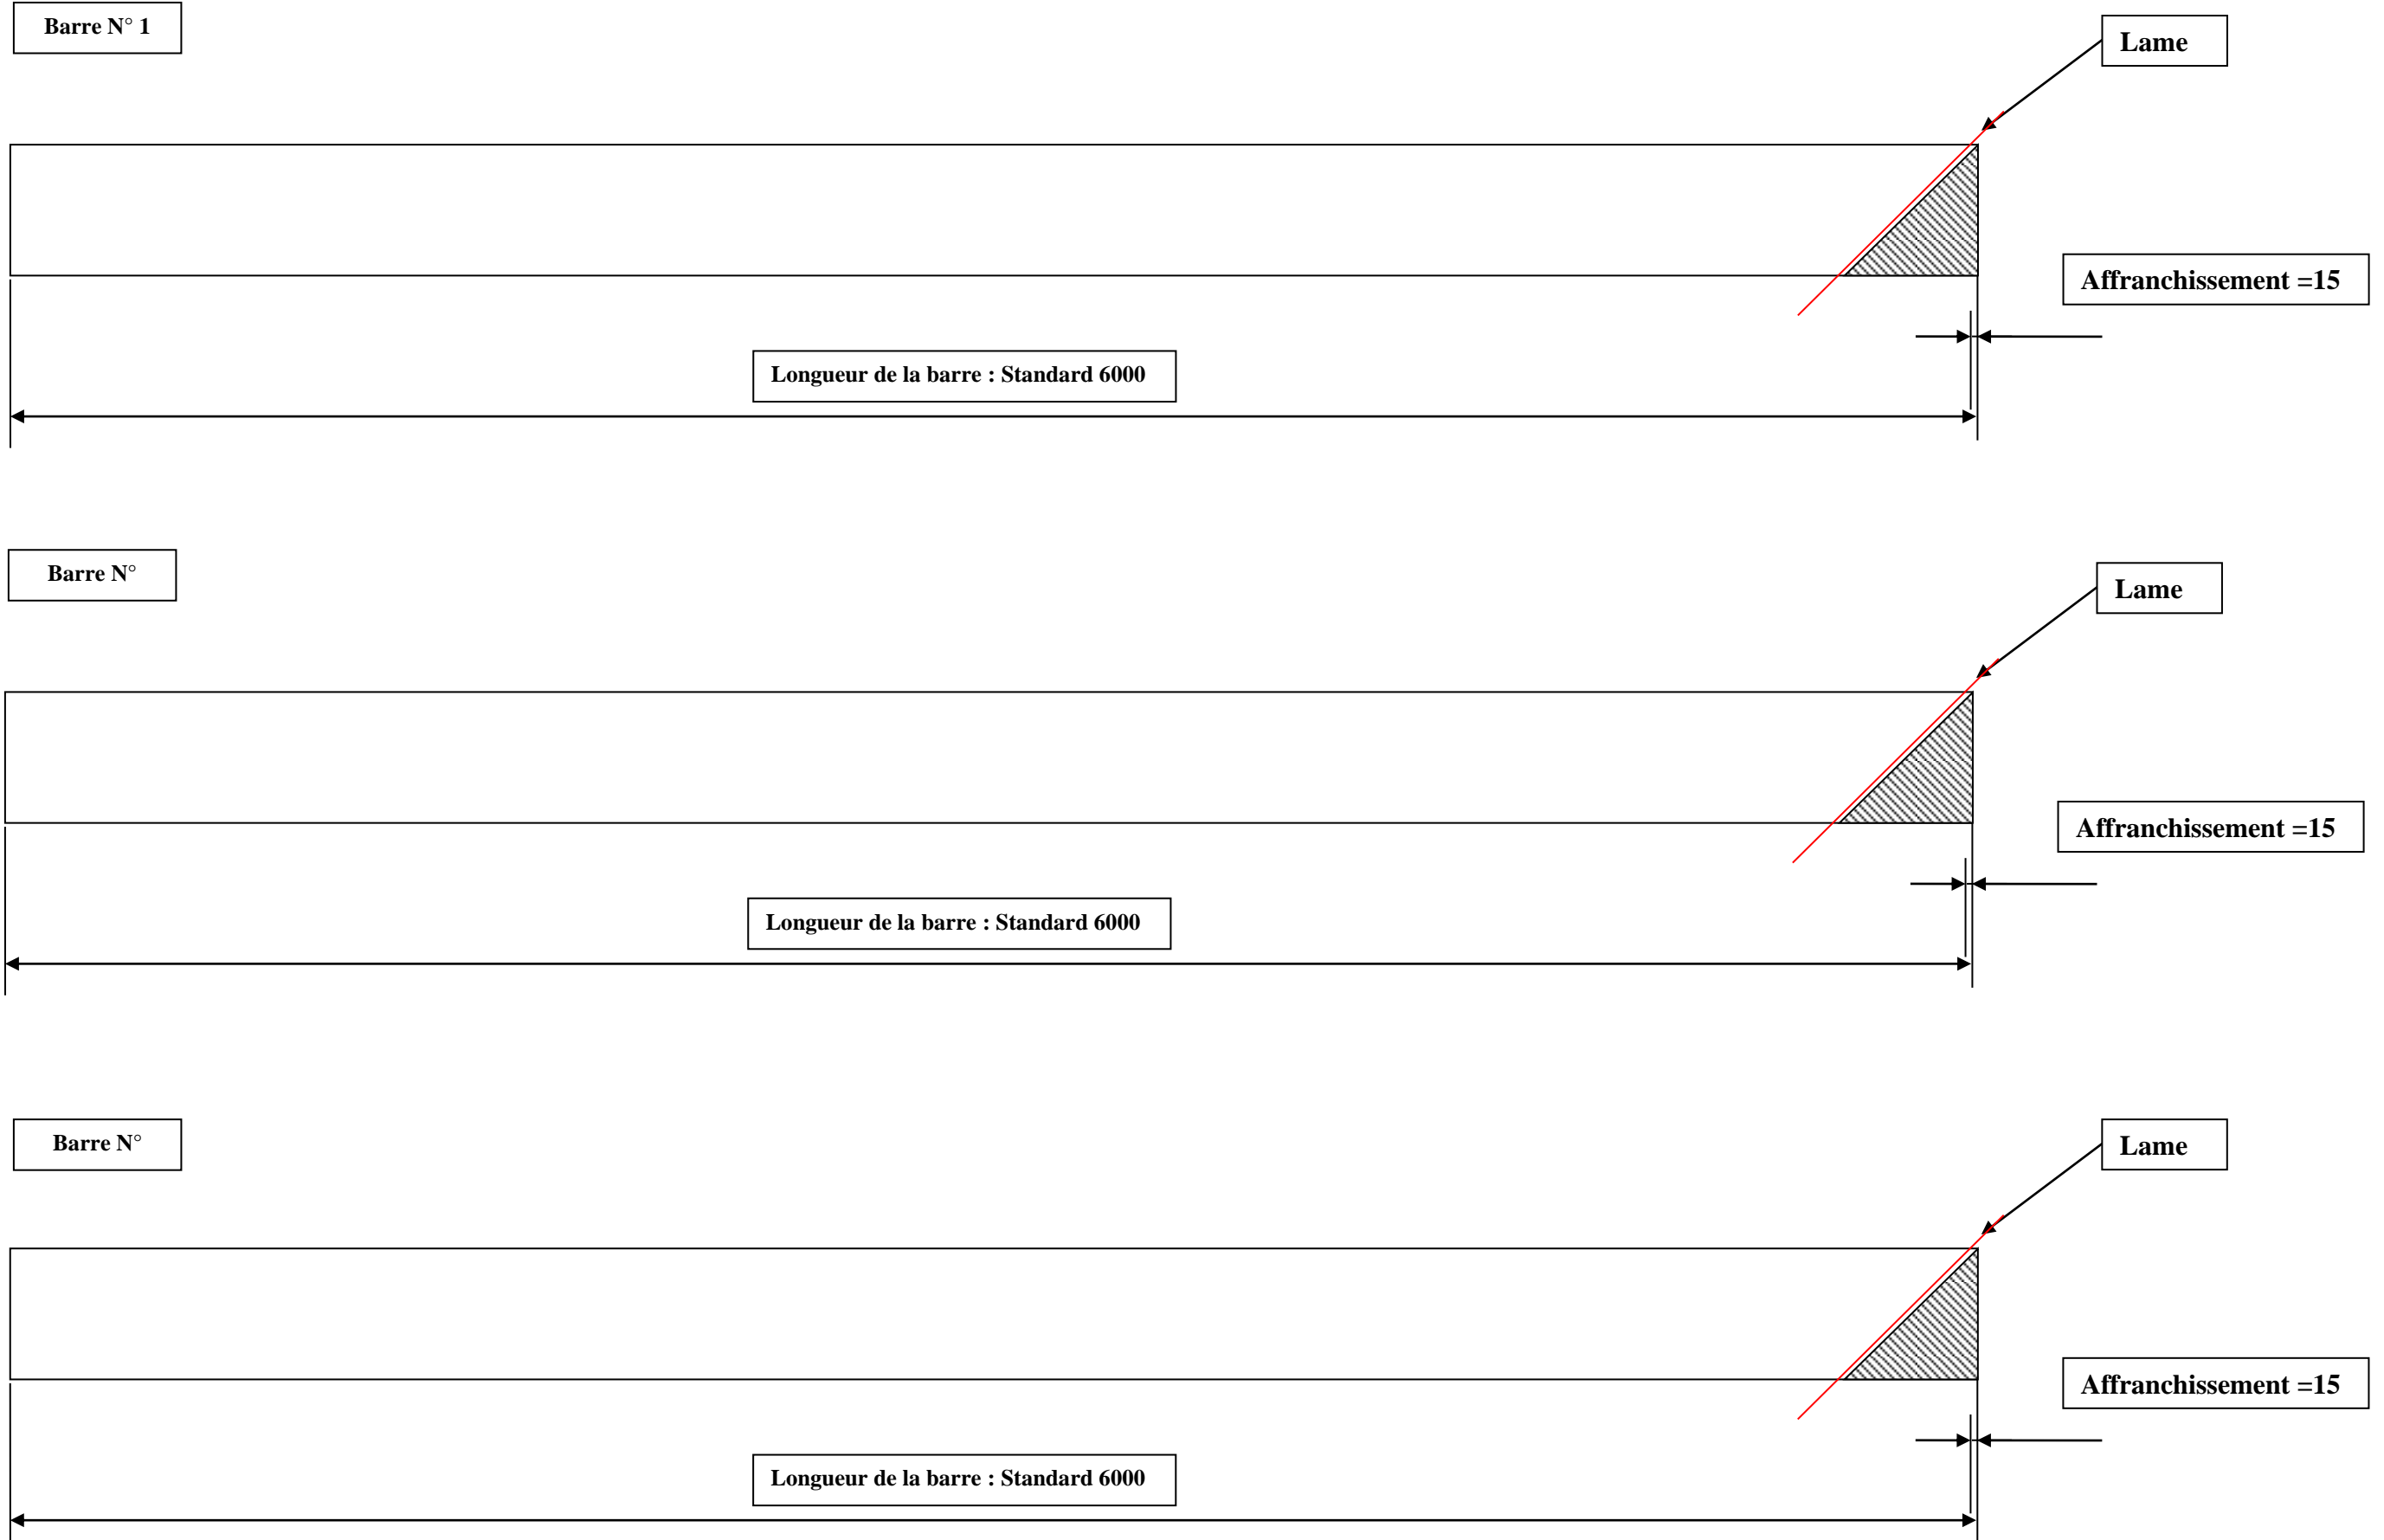 Barre N° 1
Lame
Affranchissement =15
Longueur de la barre : Standard 6000
Barre N°
Lame
Affranchissement =15
Longueur de la barre : Standard 6000
Barre N°
Lame
Affranchissement =15
Longueur de la barre : Standard 6000